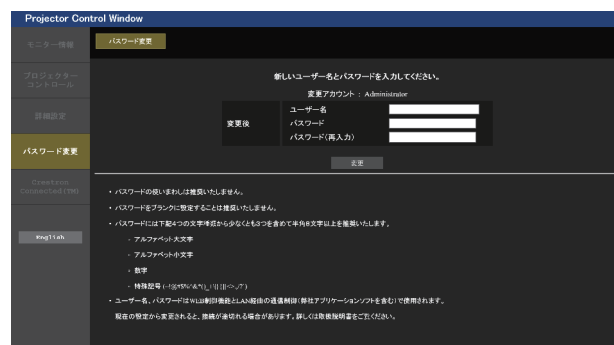 Projector Control Window
モニター情報
パスワード変更
プロジェクター
コントロール
詳細設定
パスワード変更
Crestron
Connected(TM)
English
新しいユーザー名とパスワードを入力してください。
変更アカウント : Administrator
変更後
ユーザー名
パスワード
パスワード(再入力)
変更
・パスワードの使いまわしは推奨いたしません。
・パスワードをブランクに設定することは推奨いたしません。
・パスワードには下記4つの文字種類から少なくとも3つを含めて半角8文字以上を推奨いたします。
・アルファベット大文字
・アルファベット小文字
・数字
・特殊記号
・ユーザー名、パスワードはWEB制御機能とLAN経由の通信制御(弊社アプリケーションソフトを含む)で使用されます。
現在の設定から変更されると、接続が途切れる場合があります。詳しくは取扱説明書をご覧ください。